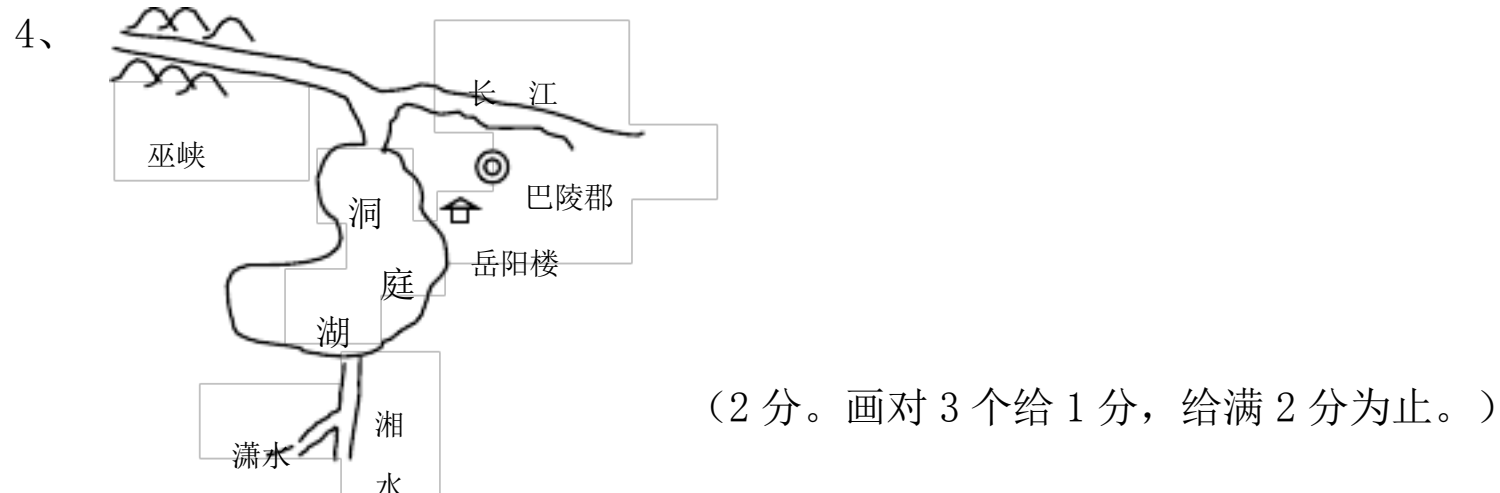 4、
长 江
巫峡
巴陵郡
洞
岳阳楼
庭
湖
(2分。画对3个给1分，给满2分为止。)
湘
潇水
水